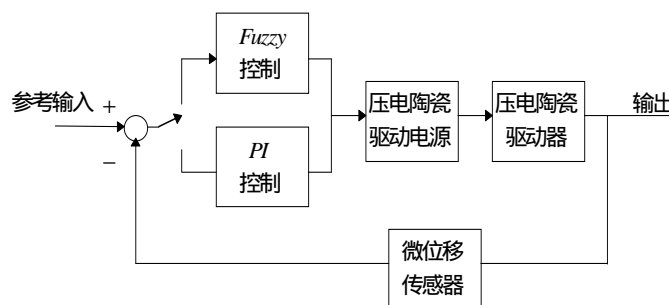 Fuzzy
控制
参考输入
+
−
PI
控制
压电陶瓷
驱动电源
压电陶瓷
驱动器
输出
微位移
传感器